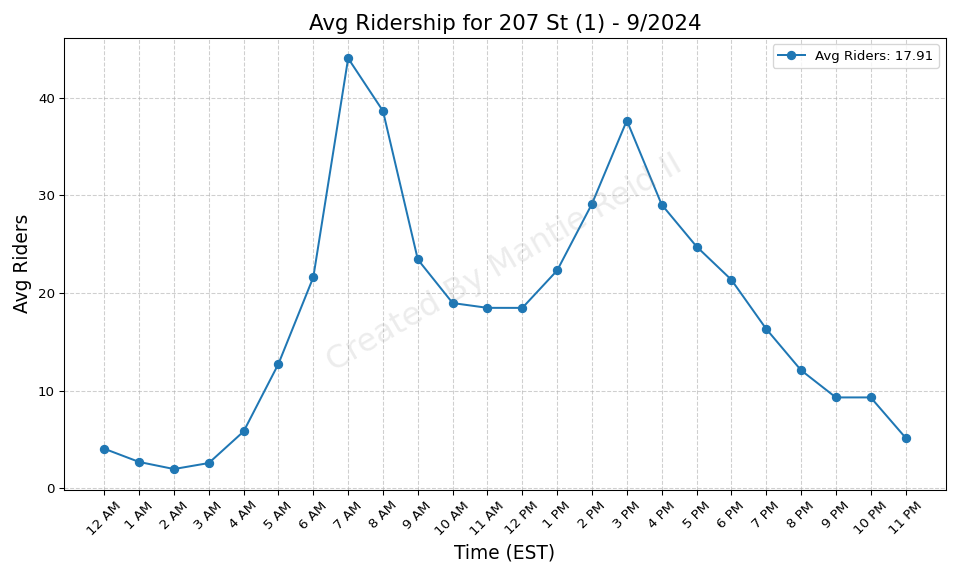 Avg Ridership for 207 St (1) - 9/2024
Avg Riders: 17.91
Avg Riders
40
30
20
10
0
Created By Mantie Reid II
12 AM
1 AM
2 AM
3 AM
4 AM
5 AM
6 AM
7 AM
8 AM
9 AM
10 AM
11 AM
12 PM
1 PM
2 PM
3 PM
4 PM
5 PM
6 PM
7 PM
8 PM
9 PM
10 PM
11 PM
Time (EST)